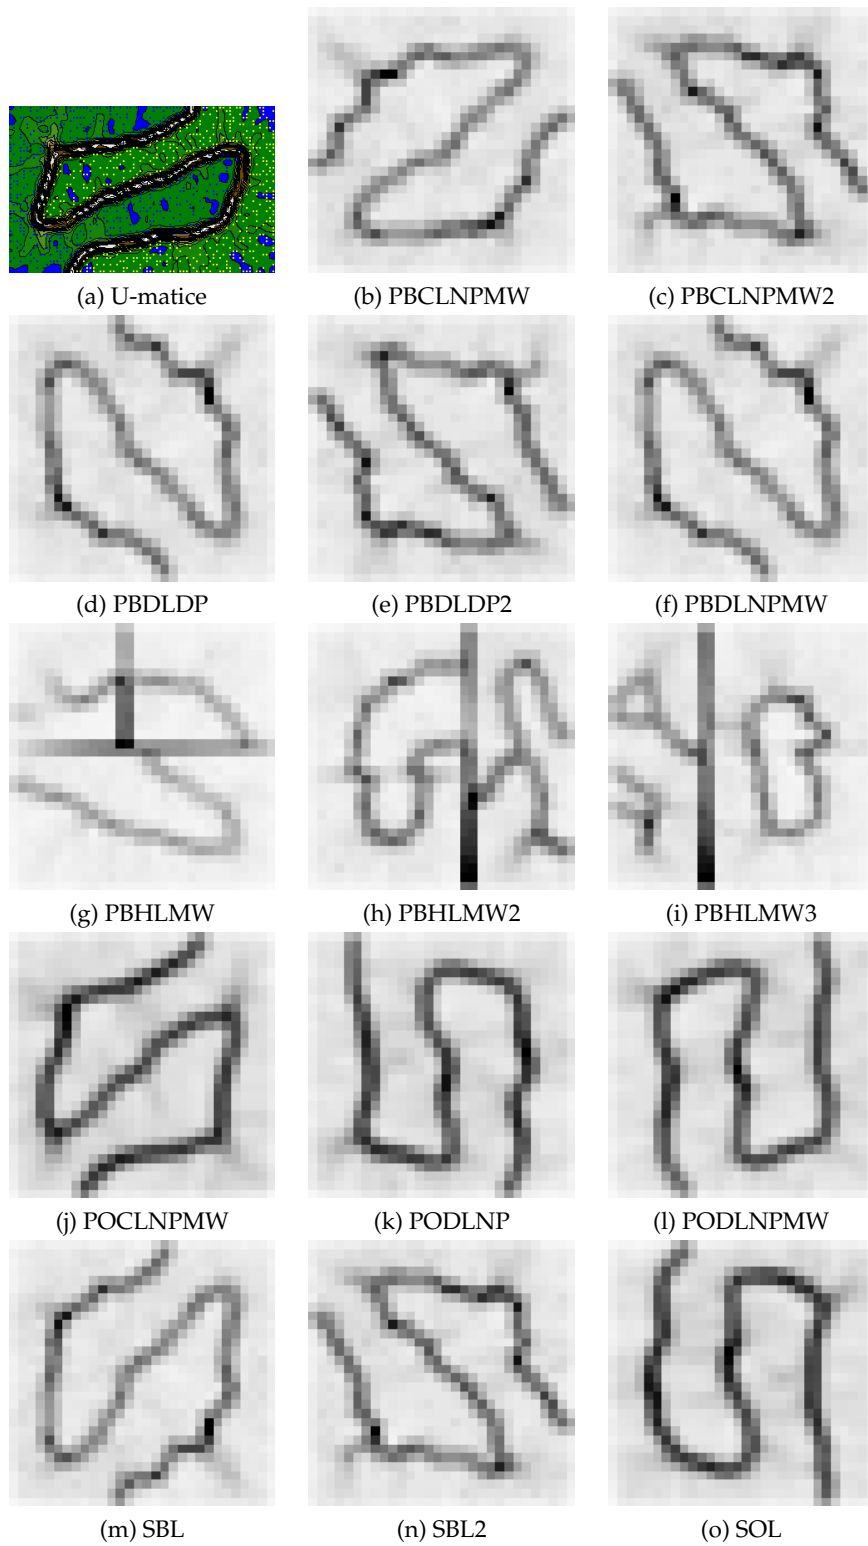 (a) U-matice
(b) PBCLNPMW
(c) PBCLNPMW2
(d) PBDLDP
(e) PBDLDP2
(f) PBDLNPMW
(g) PBHLMW
(h) PBHLMW2
(i) PBHLMW3
(j) POCLNPMW
(k) PODLNP
(l) PODLNPMW
(m) SBL
(n) SBL2
(o) SOL